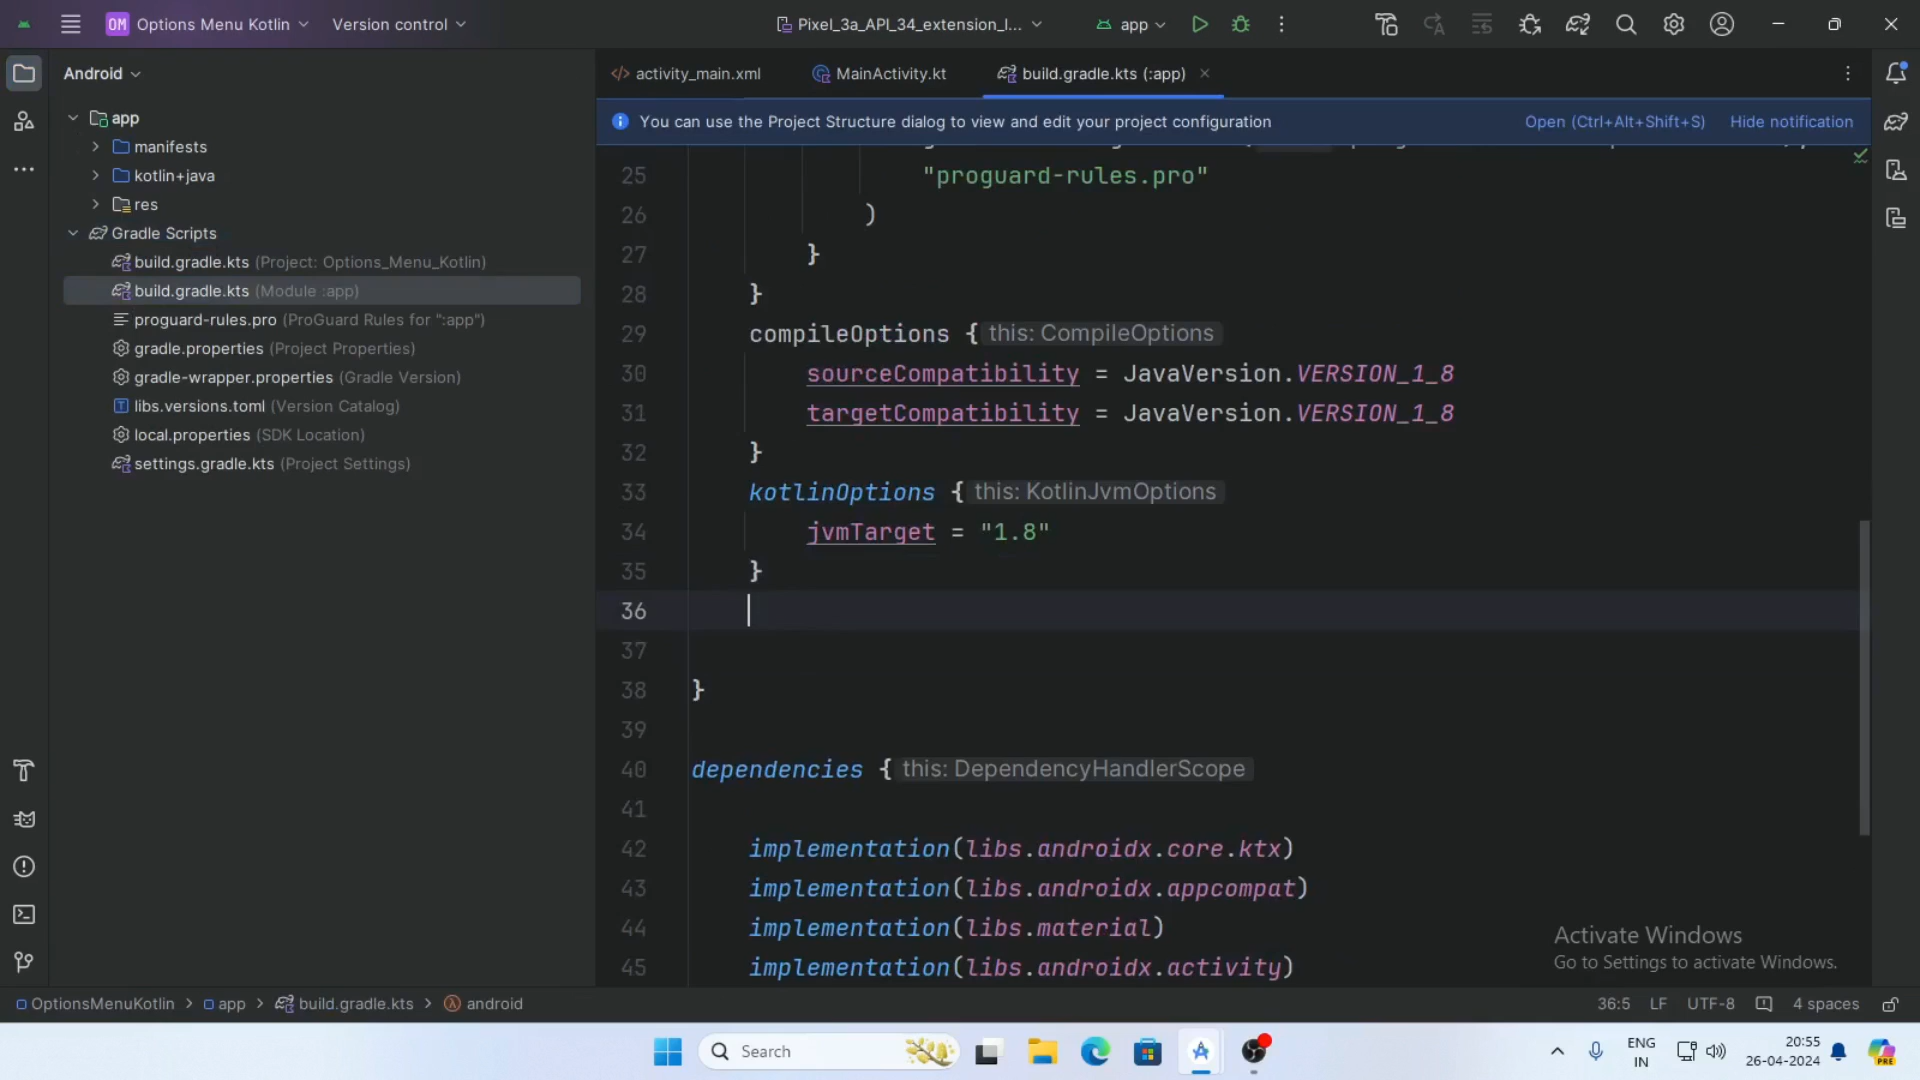 OM Options Menu Kotlin Version control Pixel_3a_API_34_extension_l... app
Android
activity_main.xml MainActivity.kt build.gradle.kts (:app)
You can use the Project Structure dialog to view and edit your project configuration Open (Ctrl+Alt+Shift+S) Hide notification
app
manifests
kotlin+java
res
Gradle Scripts
build.gradle.kts (Project: Options_Menu_Kotlin)
build.gradle.kts (Module :app)
proguard-rules.pro (ProGuard Rules for ":app")
gradle.properties (Project Properties)
gradle-wrapper.properties (Gradle Version)
libs.versions.toml (Version Catalog)
local.properties (SDK Location)
settings.gradle.kts (Project Settings)
25 "proguard-rules.pro"
26 )
27 }
28 }
29 compileOptions { this: CompileOptions
30 sourceCompatibility = JavaVersion.VERSION_1_8
31 targetCompatibility = JavaVersion.VERSION_1_8
32 }
33 kotlinOptions { this: KotlinJvmOptions
34 jvmTarget = "1.8"
35 }
36
37
38 }
39
40 dependencies { this: DependencyHandlerScope
41
42 implementation(libs.androidx.core.ktx)
43 implementation(libs.androidx.appcompat)
44 implementation(libs.material)
45 implementation(libs.androidx.activity)
Activate Windows
Go to Settings to activate Windows.
OptionsMenuKotlin > app > build.gradle.kts > android 36:5 LF UTF-8 4 spaces
Search
ENG
IN
20:55
26-04-2024
PRE